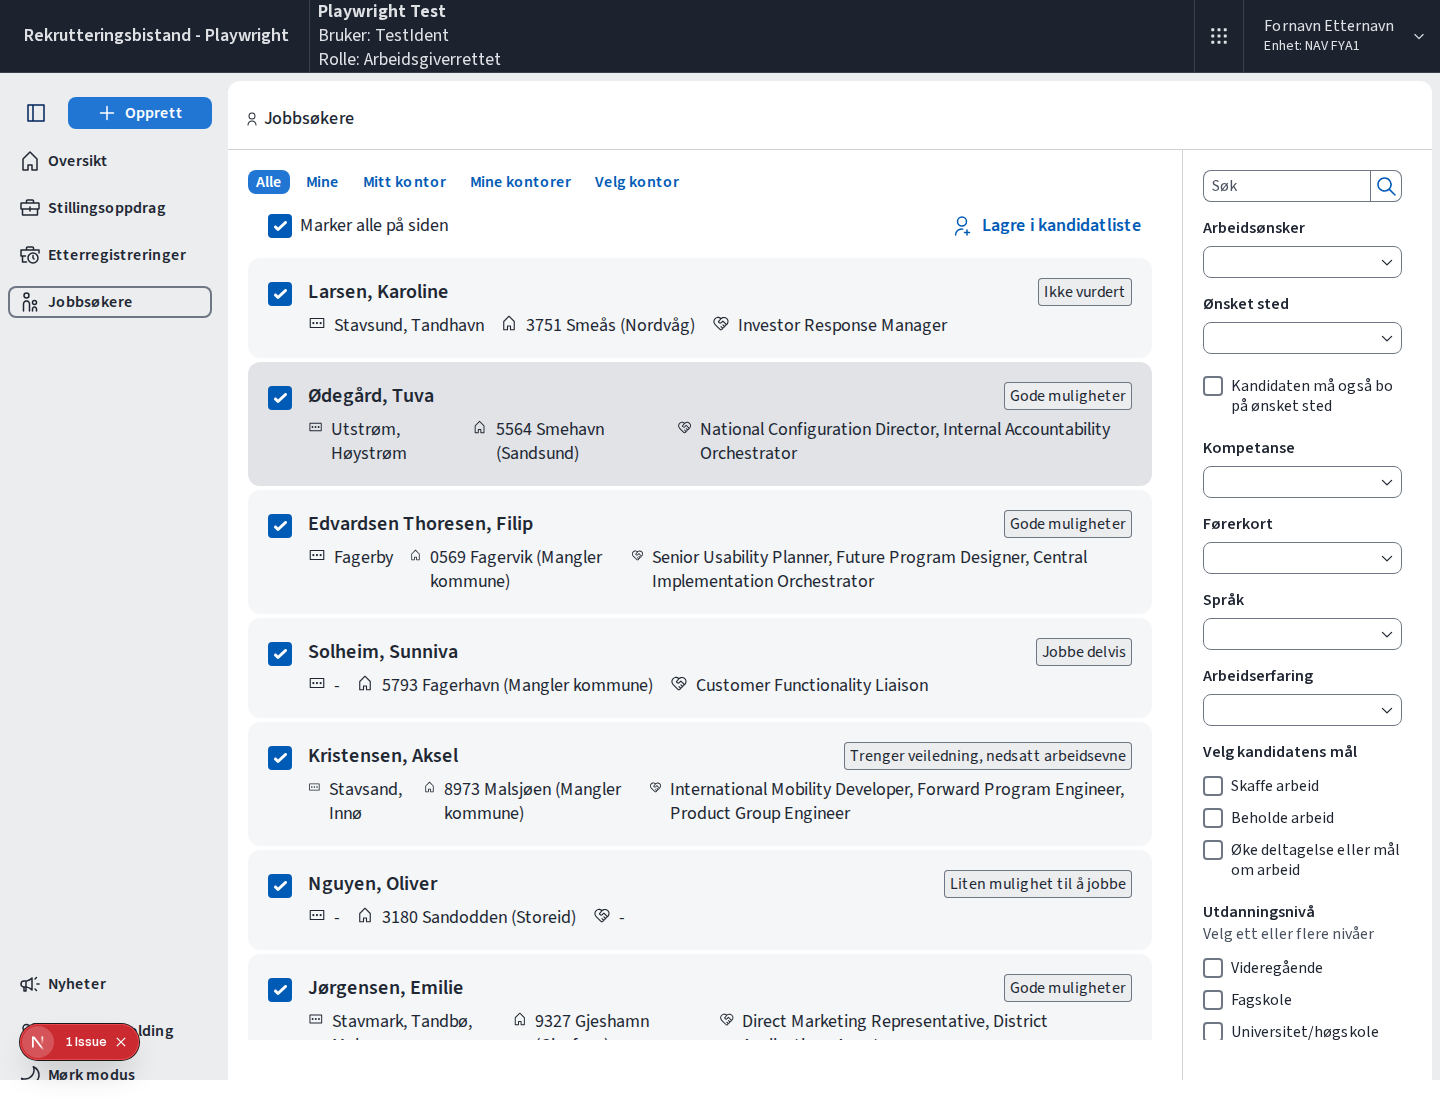 Rekrutteringsbistand - Playwright
Playwright Test
Bruker: TestIdent
Rolle: Arbeidsgiverrettet
Fornavn Etternavn
Enhet: NAV FYA1
Opprett
Oversikt
Stillingsoppdrag
Etterregistreringer
Jobbsøkere
Nyheter
lding
1 Issue
Mørk modus
Jobbsøkere
Alle
Mine
Mitt kontor
Mine kontorer
Velg kontor
Marker alle på siden
Lagre i kandidatliste
Larsen, Karoline
Ikke vurdert
Stavsund, Tandhavn
3751 Smeås (Nordvåg)
Investor Response Manager
Ødegård, Tuva
Gode muligheter
Utstrøm,
Høystrøm
5564 Smehavn
(Sandsund)
National Configuration Director, Internal Accountability
Orchestrator
Edvardsen Thoresen, Filip
Gode muligheter
Fagerby
0569 Fagervik (Mangler
kommune)
Senior Usability Planner, Future Program Designer, Central
Implementation Orchestrator
Solheim, Sunniva
Jobbe delvis
-
5793 Fagerhavn (Mangler kommune)
Customer Functionality Liaison
Kristensen, Aksel
Trenger veiledning, nedsatt arbeidsevne
Stavsand,
Innø
8973 Malsjøen (Mangler
kommune)
International Mobility Developer, Forward Program Engineer,
Product Group Engineer
Nguyen, Oliver
Liten mulighet til å jobbe
-
3180 Sandodden (Storeid)
-
Jørgensen, Emilie
Gode muligheter
Stavmark, Tandbø,
9327 Gjeshamn
Direct Marketing Representative, District
Søk
Arbeidsønsker
Ønsket sted
Kandidaten må også bo
på ønsket sted
Kompetanse
Førerkort
Språk
Arbeidserfaring
Velg kandidatens mål
Skaffe arbeid
Beholde arbeid
Øke deltagelse eller mål
om arbeid
Utdanningsnivå
Velg ett eller flere nivåer
Videregående
Fagskole
Universitet/høgskole